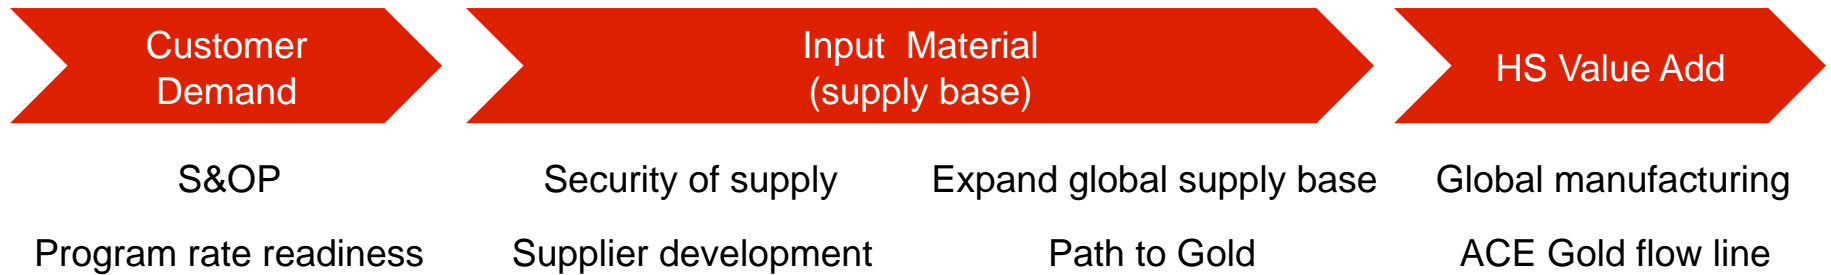 Customer
Demand
Input  Material
(supply base)
HS Value Add
S&OP
Security of supply
Expand global supply base
Global manufacturing
Program rate readiness
Supplier development
Path to Gold
ACE Gold flow line